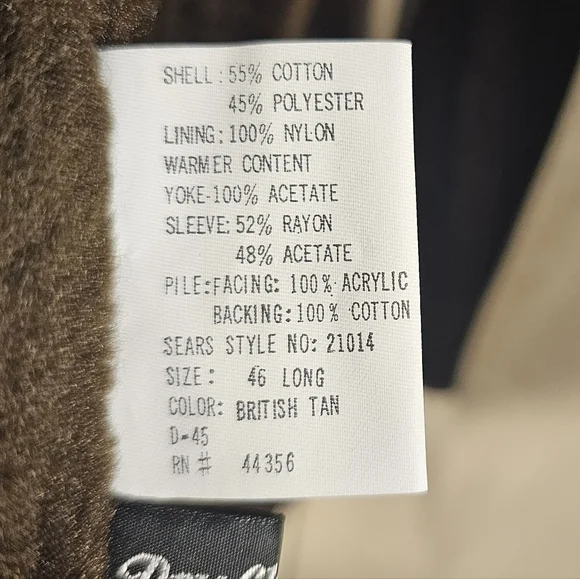 SHELL: 55% COTTON
45% POLYESTER
LINING: 100% NYLON
WARMER CONTENT
YOKE-100% ACETATE
SLEEVE: 52% RAYON
48% ACETATE
PILE: FACING: 100% ACRYLIC
BACKING: 100% COTTON
SEARS STYLE NO: 21014
SIZE: 46 LONG
COLOR: BRITISH TAN
D-45
RN # 44356